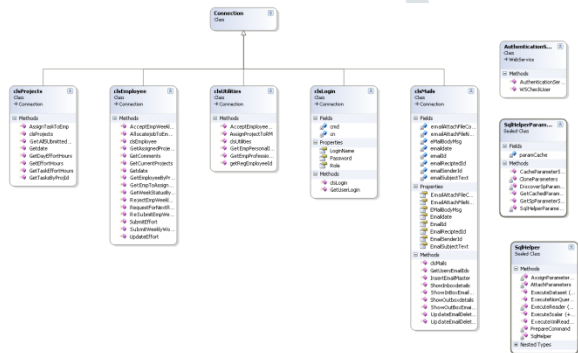 Connection
Class
clsProjects
Class
Connection
Methods
AssignTaskToEmp
clsProjects
GetAllSubmitted...
Getdate
GetDayEffortHours
GetEffortHours
GetTaskEffortHours
GetTasksByProjId
clsEmployee
Class
Connection
Methods
AcceptEmpWeekl...
AllocateJobToEm...
clsEmployee
GetAssignedProje...
GetComments
GetCurrentProjects
Getdate
GetEmployeeByPr...
GetEmpToAssign...
GetWeekStatusBy...
RejectEmpWeekl...
RequestForNextR...
ReSubmitEmpWe...
SubmitEffort
SubmitWeeklyWo...
UpdateEffort
clsUtilities
Class
Connection
Methods
AcceptEmployee...
AssignProjectToRM
clsUtilities
GetEmpPersonalI...
GetEmpProfessio...
getRegEmployeeId
clsLogin
Class
Connection
Fields
cmd
cn
Properties
LoginName
Password
Role
Methods
clsLogin
GetUserLogin
clsMails
Class
Connection
Fields
emailAttachFileCo...
emailAttachFileN...
eMailBodyMsg
emaildate
emailId
emailReciptedId
emailSenderId
emailSubjectText
Properties
EmailAttachFileC...
EmailAttachFileN...
EMailBodyMsg
Emaildate
EmailId
EmailReciptedId
EmailSenderId
EmailSubjectText
Methods
clsMails
GetUsersEmailIds
InsertEmailMaster
ShowInboxdetails
ShowInBoxEmail...
ShowOutboxdetails
ShowOutBoxEmai...
UpdateEmailDelet...
UpdateEmailDelet...
AuthenticationS...
Class
WebService
Methods
AuthenticationSer...
WSCheckUser
SqlHelperParam...
Sealed Class
Fields
paramCache
Methods
CacheParameterS...
CloneParameters
DiscoverSpParam...
GetCachedParam...
GetSpParameterS...
SqlHelperParame...
SqlHelper
Sealed Class
Methods
AssignParameter...
AttachParameters
ExecuteDataset (...
ExecuteNonQuer...
ExecuteReader (...
ExecuteScalar (+...
ExecuteXmlRead...
PrepareCommand
SqlHelper
Nested Types